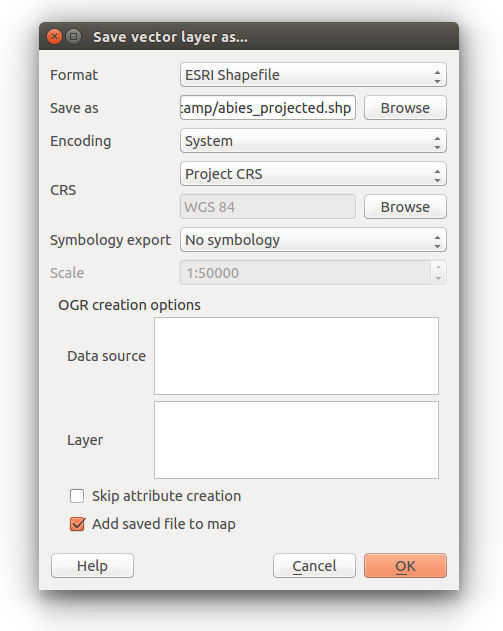 Save vector layer as...
Format ESRI Shapefile
Save as :amp/abies_projected.shp Browse
Encoding System
CRS Project CRS
WGS 84 Browse
Symbology export No symbology
Scale 1:50000
OGR creation options
Data source
Layer
Skip attribute creation
Add saved file to map
Help Cancel OK